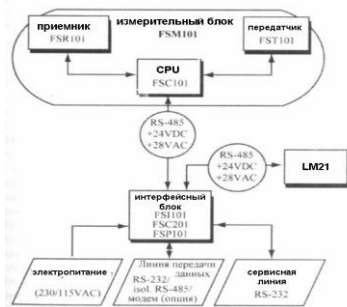 измерительный блок
FSM101
приемник
FSR101
передатчик
FST101
CPU
FSC101
RS-485
+24VDC
+28VAC
RS-485
+24VDC
+28VAC
LM21
интерфейсный
блок
FSI101
FSC201
FSP101
электропитание
(230/115VAC)
Линия передачи
данных
RS-232/
isol. RS-485/
модем (опция)
сервисная
линия
RS-232